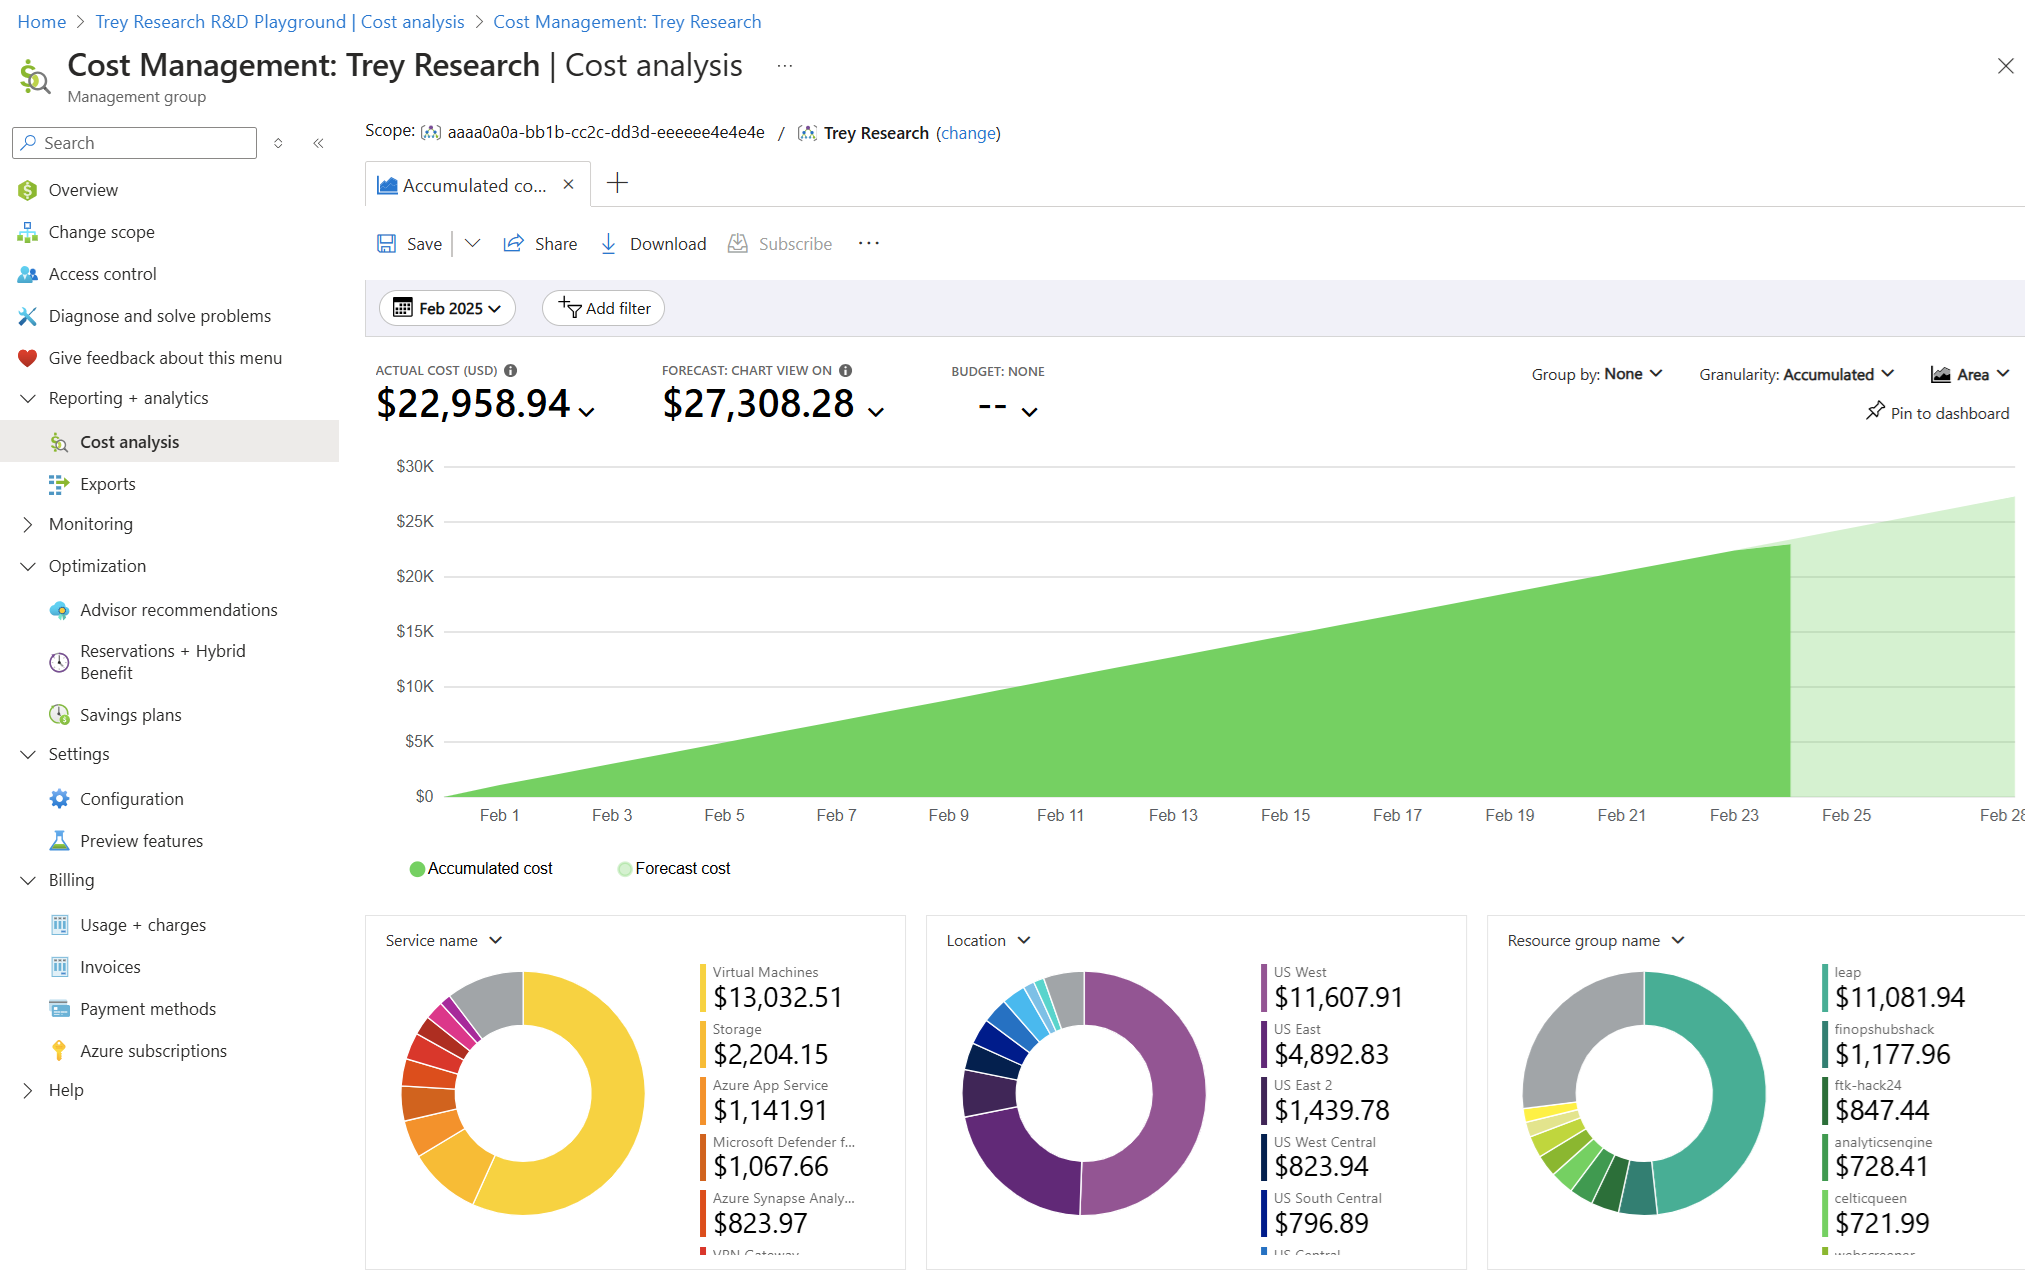 Home > Trey Research R&D Playground | Cost analysis > Cost Management: Trey Research
Cost Management: Trey Research | Cost analysis ...
Management group
Search
Overview
Change scope
Access control
Diagnose and solve problems
Give feedback about this menu
Reporting + analytics
Cost analysis
Exports
Monitoring
Optimization
Advisor recommendations
Reservations + Hybrid
Benefit
Savings plans
Settings
Configuration
Preview features
Billing
Usage + charges
Invoices
Payment methods
Azure subscriptions
Help
Scope: aaaa0a0a-bb1b-cc2c-dd3d-eeeeee4e4e4e / Trey Research (change)
Accumulated co...
Save Share Download Subscribe ...
Feb 2025 Add filter
ACTUAL COST (USD) FORECAST: CHART VIEW ON BUDGET: NONE
$22,958.94 $27,308.28 --
Group by: None Granularity: Accumulated Area
Pin to dashboard
$30K
$25K
$20K
$15K
$10K
$5K
$0
Feb 1 Feb 3 Feb 5 Feb 7 Feb 9 Feb 11 Feb 13 Feb 15 Feb 17 Feb 19 Feb 21 Feb 23 Feb 25 Feb 28
Accumulated cost Forecast cost
Service name
Virtual Machines
$13,032.51
Storage
$2,204.15
Azure App Service
$1,141.91
Microsoft Defender f...
$1,067.66
Azure Synapse Analy...
$823.97
VPN Gateway
Location
US West
$11,607.91
US East
$4,892.83
US East 2
$1,439.78
US West Central
$823.94
US South Central
$796.89
US Central
Resource group name
leap
$11,081.94
finopshubshack
$1,177.96
ftk-hack24
$847.44
analyticsengine
$728.41
celticqueen
$721.99